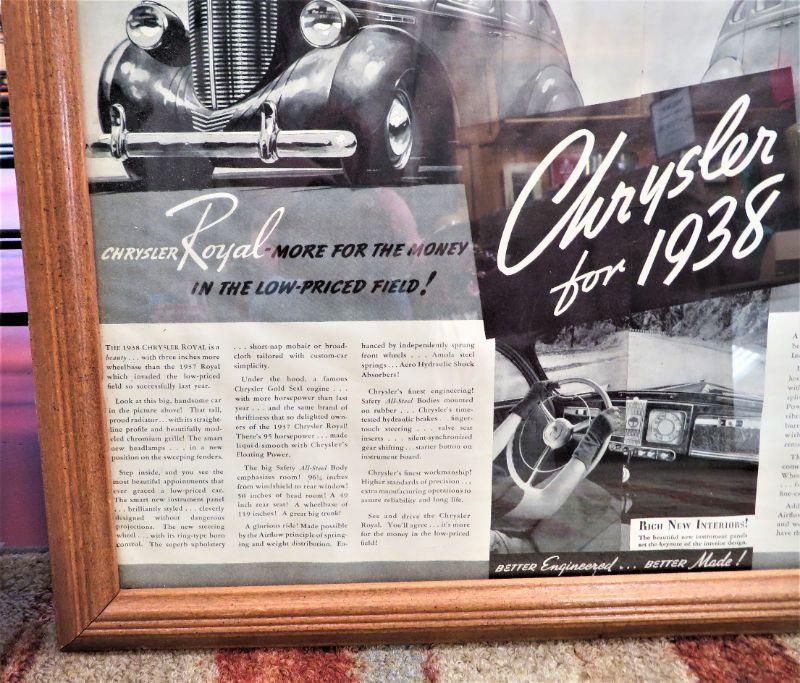 Chrysler
for 1938
CHRYSLER Royal-MORE FOR THE MONEY
IN THE LOW-PRICED FIELD!
THE 1938 CHRYSLER ROYAL is a
beauty . . . with three inches more
wheelbase than the 1937 Royal
which invaded the low-priced
field so successfully last year.
Look at this big, handsome car
in the picture above! That tall,
proud radiator . . . with its straight-
line profile and beautifully mod-
eled chromium grille! The smart
new headlamps . . . in a new
position on the sweeping fenders.
Step inside, and you see the
most beautiful appointments that
ever graced a low-priced car.
The smart new instrument panel
. . . brilliantly styled . . . cleverly
designed without dangerous
projections. The new steering
wheel . . . with its ring-type horn
control. The superb upholstery
. . . short-nap mohair or broad-
cloth tailored with custom-car
simplicity.
Under the hood, a famous
Chrysler Gold Seal engine . . .
with more horsepower than last
year . . . and the same brand of
thriftiness that so delighted own-
ers of the 1937 Chrysler Royal!
There's 95 horsepower . . . made
liquid-smooth with Chrysler's
Floating Power.
The big Safety All-Steel Body
emphasizes room! 96½ inches
from windshield to rear window!
50 inches of head room! A 49
inch rear seat! A wheelbase of
119 inches! A great big trunk!
A glorious ride! Made possible
by the Airflow principle of spring-
ing and weight distribution. En-
hanced by independently sprung
front wheels . . . Amola steel
springs . . . Aero Hydraulic Shock
Absorbers!
Chrysler's finest engineering!
Safety All-Steel Bodies mounted
on rubber . . . Chrysler's time-
tested hydraulic brakes . . . finger-
touch steering . . . valve seat
inserts . . . silent-synchronized
gear shifting . . . starter button on
instrument board.
Chrysler's finest workmanship!
Higher standards of precision . . .
extra manufacturing operations to
assure reliability and long life.
See and drive the Chrysler
Royal. You'll agree . . . it's more
for the money in the low-priced
field!
RICH NEW INTERIORS!
The beautiful new instrument panels
set the keynote of the interior design.
BETTER Engineered . . . BETTER Made!